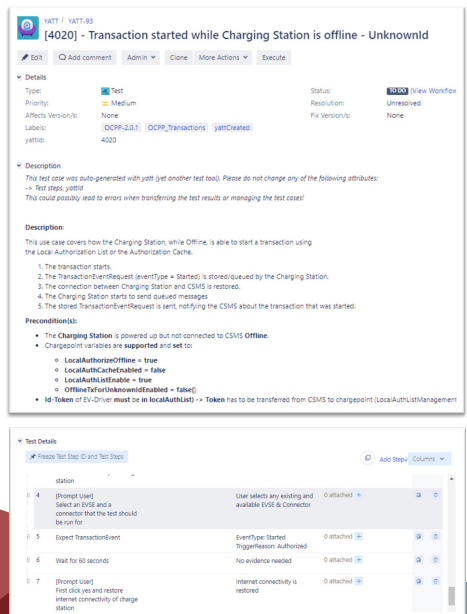 YATT / YATT-93
[4020] - Transaction started while Charging Station is offline - UnknownId
Edit Add comment Admin Clone More Actions Execute
Details
Type: Test Status: TO DO (View Workflow
Priority: Medium Resolution: Unresolved
Affects Version/s: None Fix Version/s: None
Labels: OCPP-2.0.1 OCPP_Transactions yattCreated
yattId: 4020
Description
This test case was auto-generated with yatt (yet another test tool). Please do not change any of the following attributes:
-> Test steps, yattId
This could possibly lead to errors when transferring the test results or managing the test cases!
Description:
This use case covers how the Charging Station, while Offline, is able to start a transaction using
the Local Authorization List or the Authorization Cache.
1. The transaction starts.
2. The TransactionEventRequest (eventType = Started) is stored/queued by the Charging Station.
3. The connection between Charging Station and CSMS is restored.
4. The Charging Station starts to send queued messages
5. The stored TransactionEventRequest is sent, notifying the CSMS about the transaction that was started.
Precondition(s):
• The Charging Station is powered up but not connected to CSMS Offline.
• Chargepoint variables are supported and set to:
o LocalAuthorizeOffline = true
o LocalAuthCacheEnabled = false
o LocalAuthListEnable = true
o OfflineTxForUnknownIdEnabled = false()
• Id-Token of EV-Driver must be in localAuthList) -> Token has to be transferred from CSMS to chargepoint (LocalAuthListManagement
Test Details
Freeze Test Step ID and Test Steps Add Steps Columns
station
4 [Prompt User] User selects any existing and 0 attached +
Select an EVSE and a available EVSE & Connector
connector that the test should
be run for
5 Expect TransactionEvent EventType: Started 0 attached +
TriggerReason: Authorized
6 Wait for 60 seconds No evidence needed 0 attached +
7 [Prompt User] Internet connectivity is 0 attached +
First click yes and restore restored
internet connectivity of charge
station